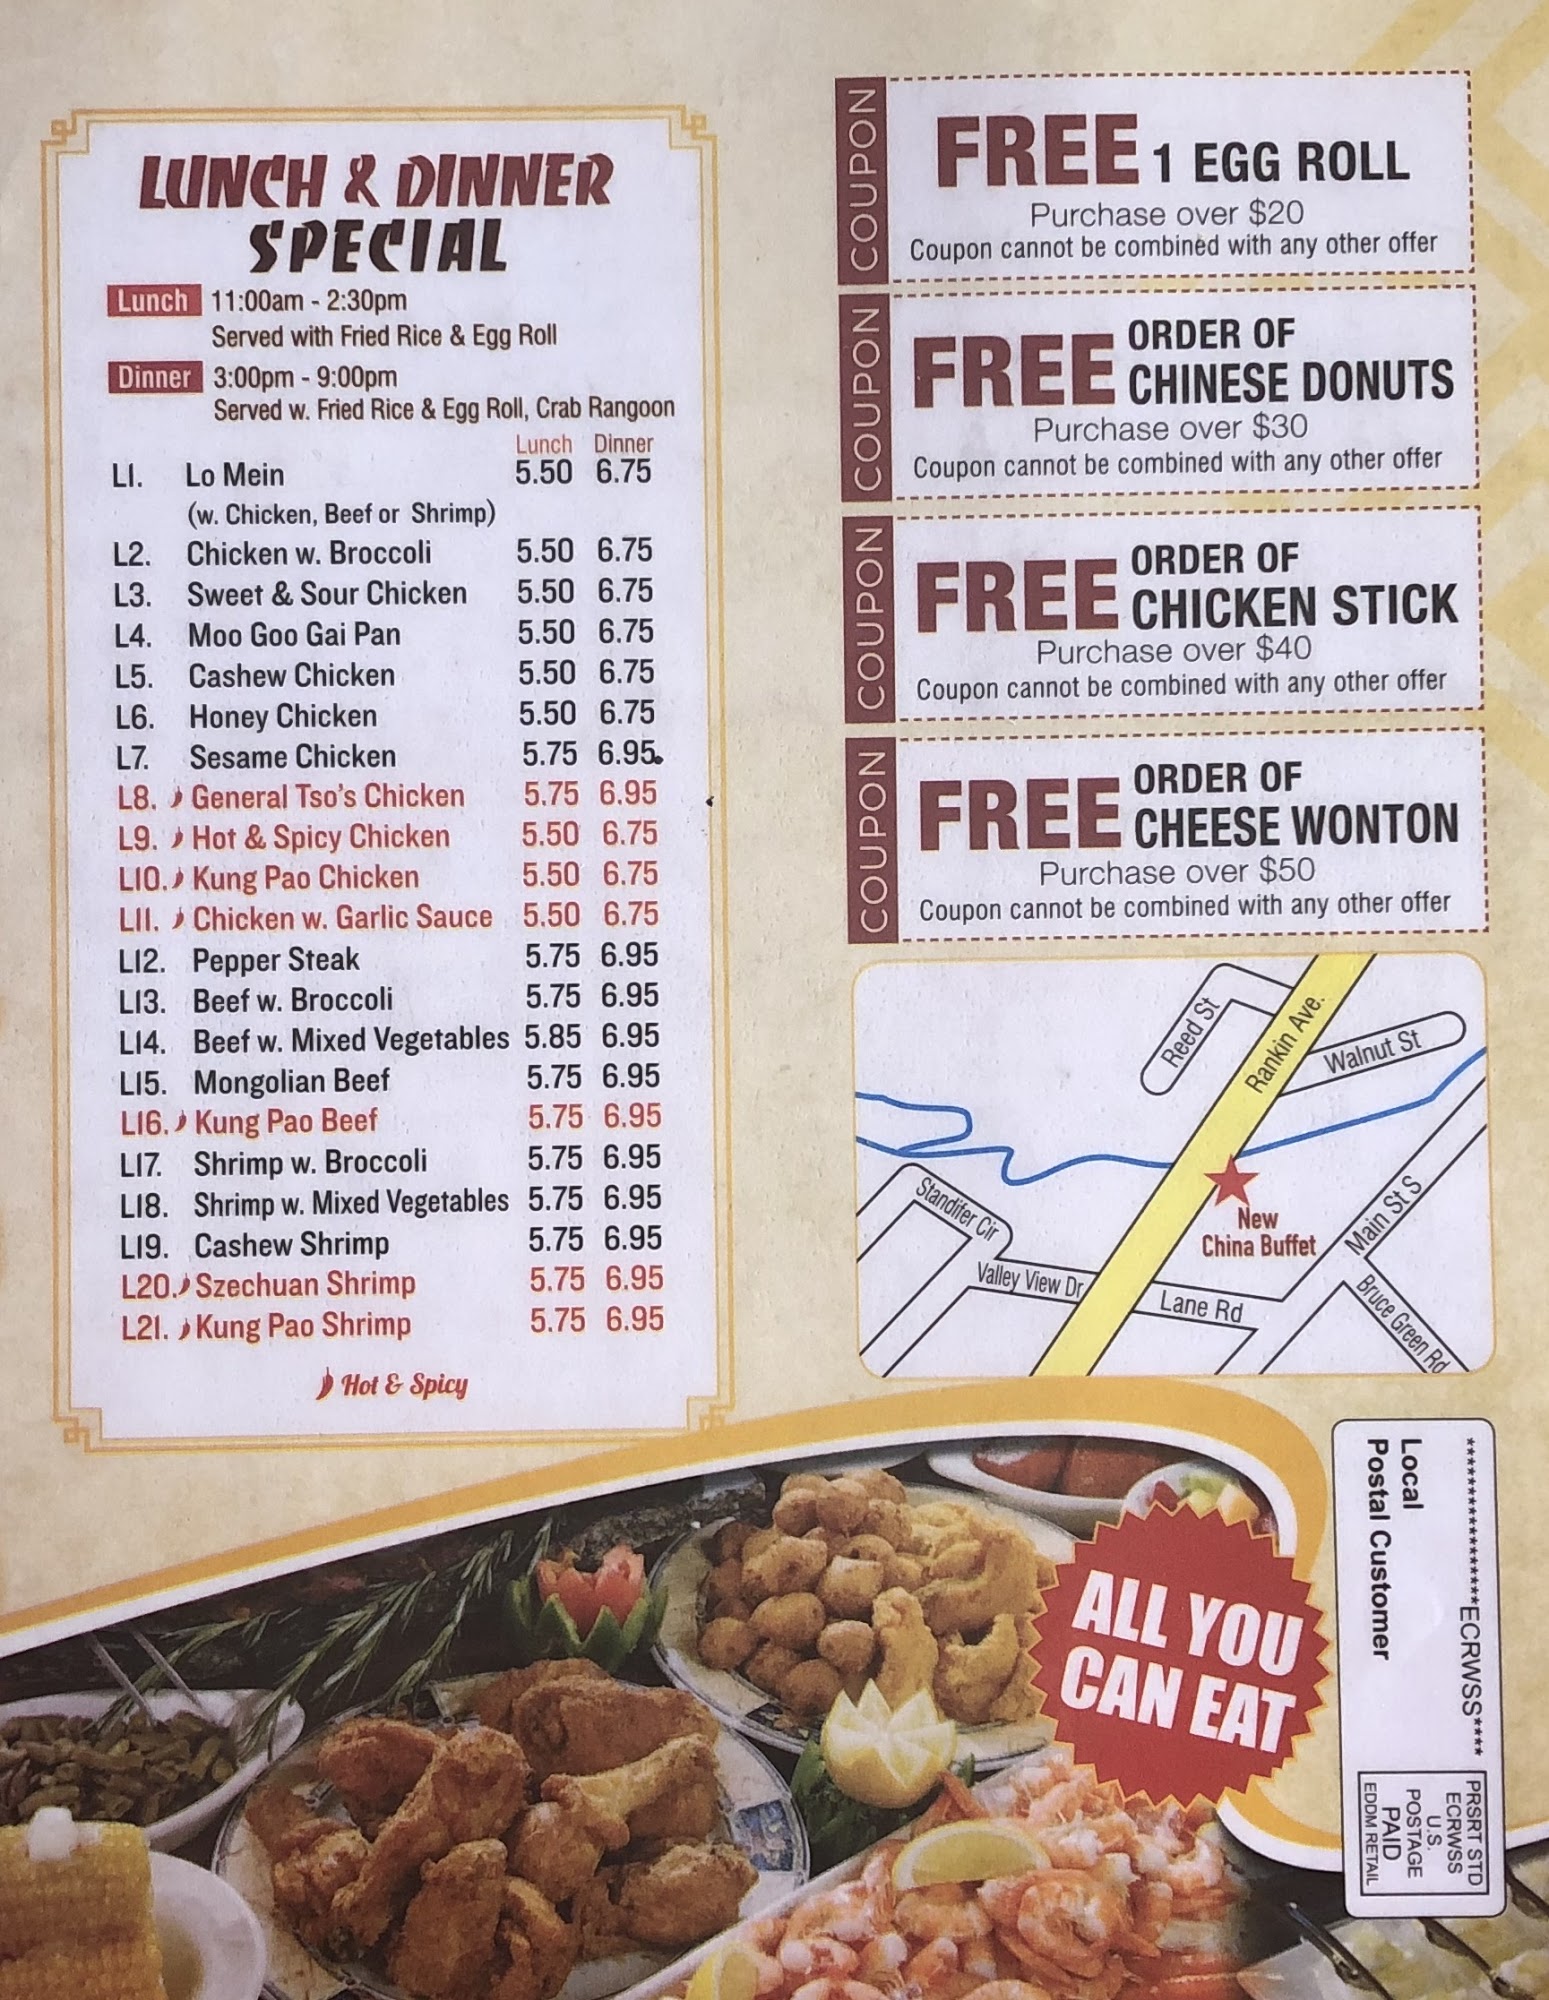 LUNCH & DINNER
SPECIAL
Lunch 11:00am - 2:30pm
Served with Fried Rice & Egg Roll
Dinner 3:00pm - 9:00pm
Served w. Fried Rice & Egg Roll, Crab Rangoon
Lunch Dinner
L1. Lo Mein 5.50 6.75
(w. Chicken, Beef or Shrimp)
L2. Chicken w. Broccoli 5.50 6.75
L3. Sweet & Sour Chicken 5.50 6.75
L4. Moo Goo Gai Pan 5.50 6.75
L5. Cashew Chicken 5.50 6.75
L6. Honey Chicken 5.50 6.75
L7. Sesame Chicken 5.75 6.95
L8. General Tso's Chicken 5.75 6.95
L9. Hot & Spicy Chicken 5.50 6.75
L10. Kung Pao Chicken 5.50 6.75
L11. Chicken w. Garlic Sauce 5.50 6.75
L12. Pepper Steak 5.75 6.95
L13. Beef w. Broccoli 5.75 6.95
L14. Beef w. Mixed Vegetables 5.85 6.95
L15. Mongolian Beef 5.75 6.95
L16. Kung Pao Beef 5.75 6.95
L17. Shrimp w. Broccoli 5.75 6.95
L18. Shrimp w. Mixed Vegetables 5.75 6.95
L19. Cashew Shrimp 5.75 6.95
L20. Szechuan Shrimp 5.75 6.95
L21. Kung Pao Shrimp 5.75 6.95
Hot & Spicy
COUPON
FREE 1 EGG ROLL
Purchase over $20
Coupon cannot be combined with any other offer
COUPON
FREE ORDER OF
CHINESE DONUTS
Purchase over $30
Coupon cannot be combined with any other offer
COUPON
FREE ORDER OF
CHICKEN STICK
Purchase over $40
Coupon cannot be combined with any other offer
COUPON
FREE ORDER OF
CHEESE WONTON
Purchase over $50
Coupon cannot be combined with any other offer
Reed St
Rankin Ave.
Walnut St
Standifer Cir
New
China Buffet
Main St S
Valley View Dr
Lane Rd
Bruce Green Rd
ALL YOU
CAN EAT
******************ECRWSS****
Local
Postal Customer
PRSRT STD
ECRWSS
U.S.
POSTAGE
PAID
EDDM RETAIL